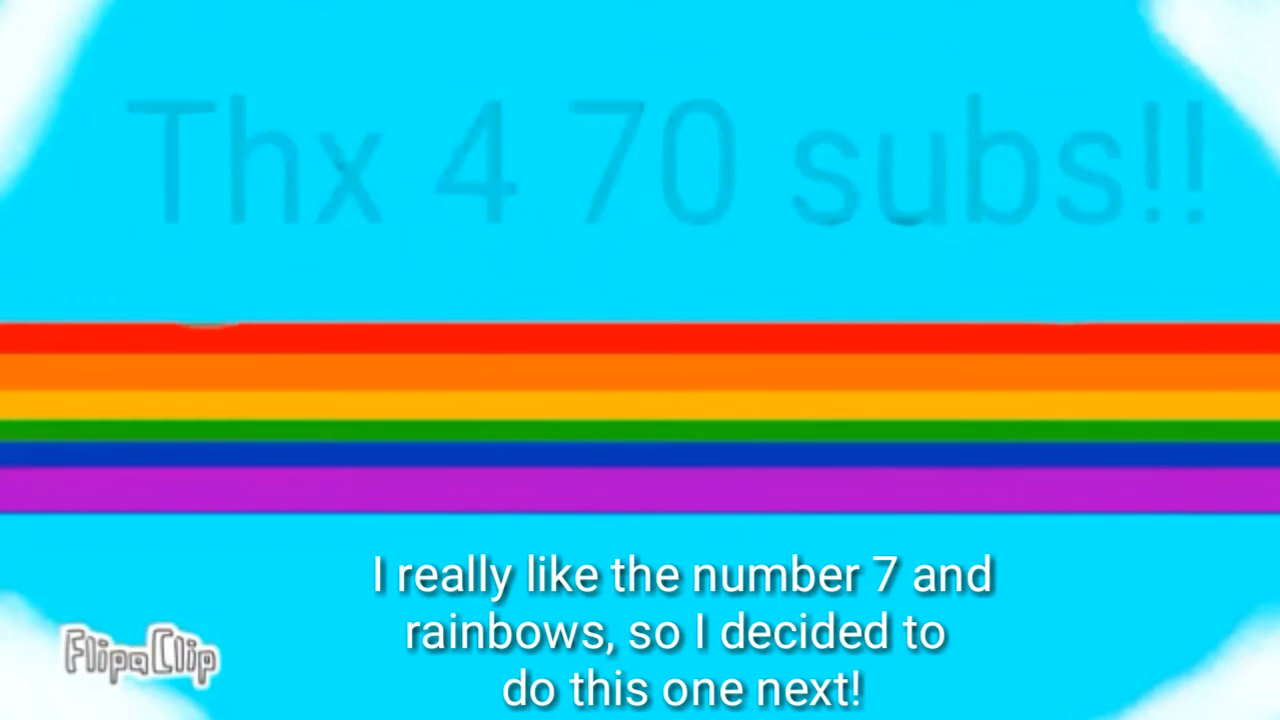 Thx 4 70 subs!!
I really like the number 7 and
rainbows, so I decided to
do this one next!
FlipaClip